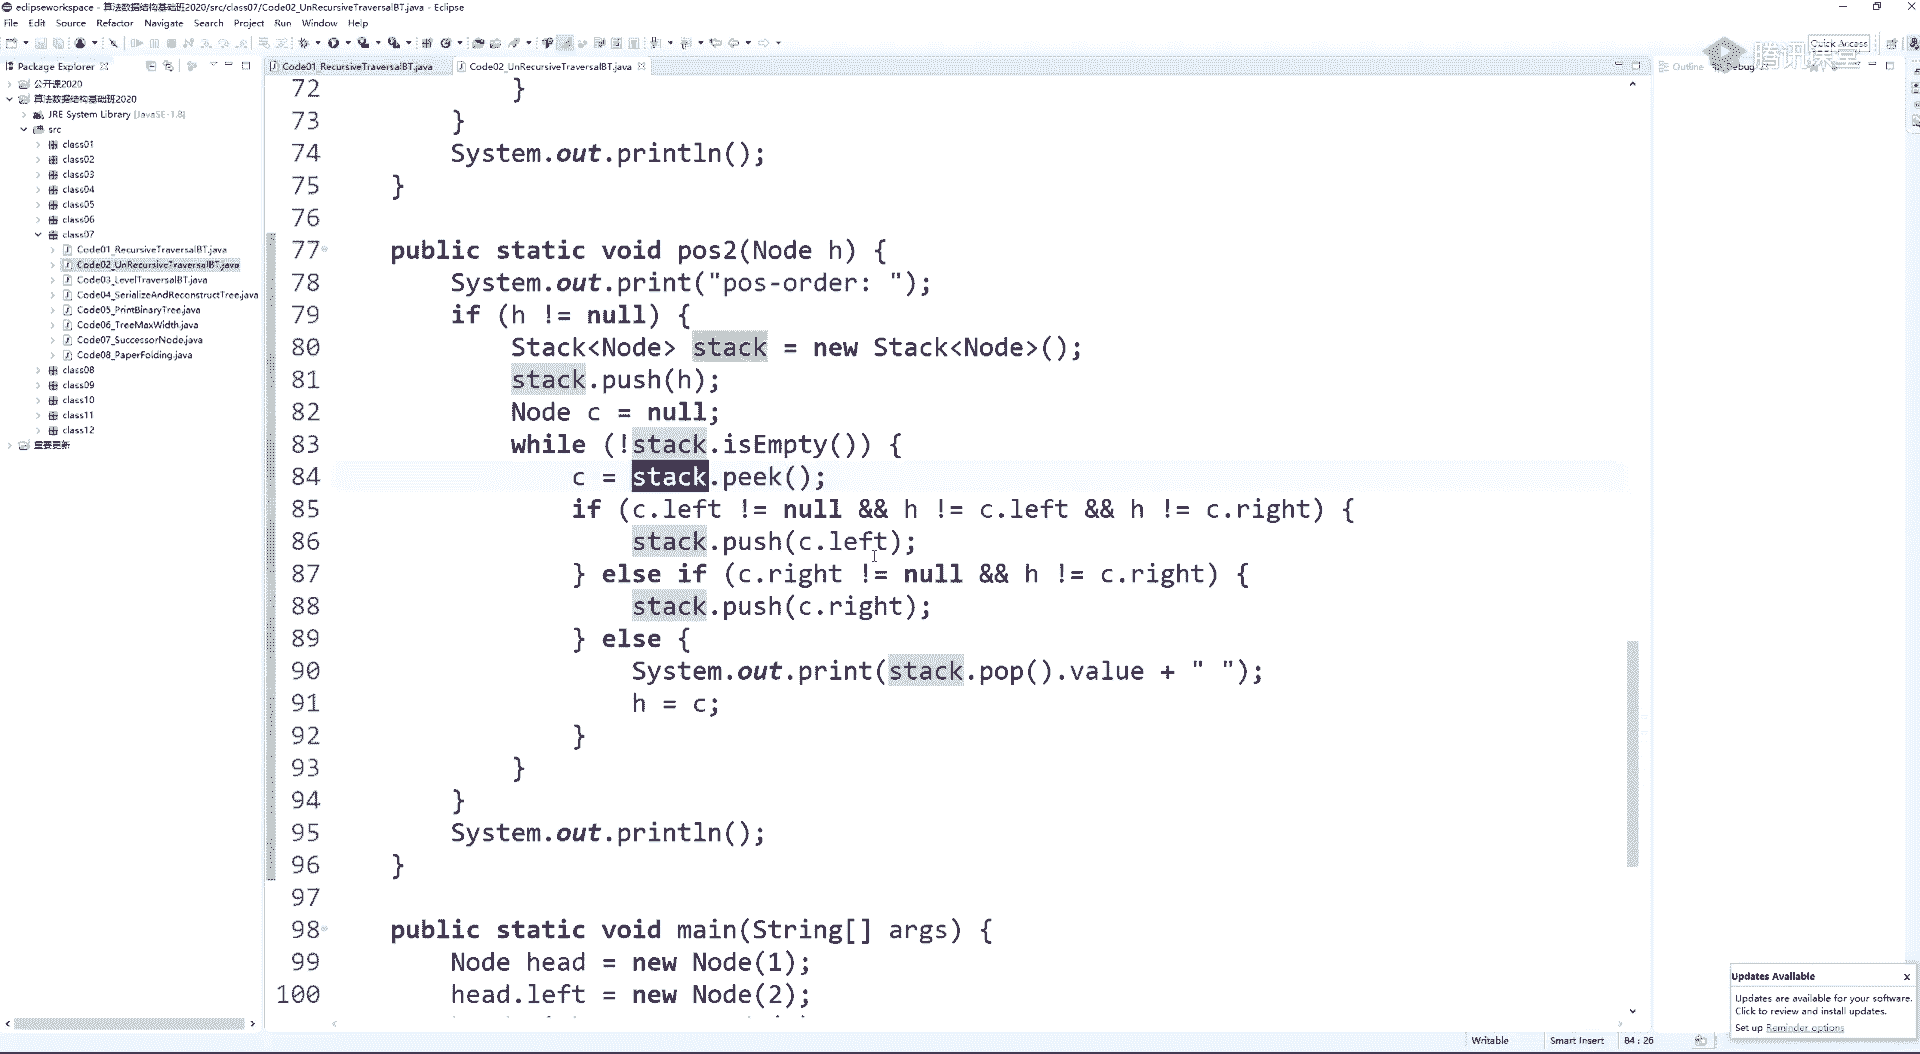 eclipseworkspace - 算法数据结构基础班2020/src/class07/Code02_UnRecursiveTraversalBT.java - Eclipse
File Edit Source Refactor Navigate Search Project Run Window Help
Quick Access
腾讯课堂
Package Explorer
Code01_RecursiveTraversalBT.java
Code02_UnRecursiveTraversalBT.java
Outline
Debug
公开课2020
算法数据结构基础班2020
JRE System Library [JavaSE-1.8]
src
class01
class02
class03
class04
class05
class06
class07
Code01_RecursiveTraversalBT.java
Code02_UnRecursiveTraversalBT.java
Code03_LevelTraversalBT.java
Code04_SerializeAndReconstructTree.java
Code05_PrintBinaryTree.java
Code06_TreeMaxWidth.java
Code07_SuccessorNode.java
Code08_PaperFolding.java
class08
class09
class10
class11
class12
重要更新
72 }
73 }
74 System.out.println();
75 }
76
77 public static void pos2(Node h) {
78 System.out.print("pos-order: ");
79 if (h != null) {
80 Stack<Node> stack = new Stack<Node>();
81 stack.push(h);
82 Node c = null;
83 while (!stack.isEmpty()) {
84 c = stack.peek();
85 if (c.left != null && h != c.left && h != c.right) {
86 stack.push(c.left);
87 } else if (c.right != null && h != c.right) {
88 stack.push(c.right);
89 } else {
90 System.out.print(stack.pop().value + " ");
91 h = c;
92 }
93 }
94 }
95 System.out.println();
96 }
97
98 public static void main(String[] args) {
99 Node head = new Node(1);
100 head.left = new Node(2);
Updates Available
Updates are available for your software.
Click to review and install updates.
Set up Reminder options
Writable
Smart Insert
84 : 26